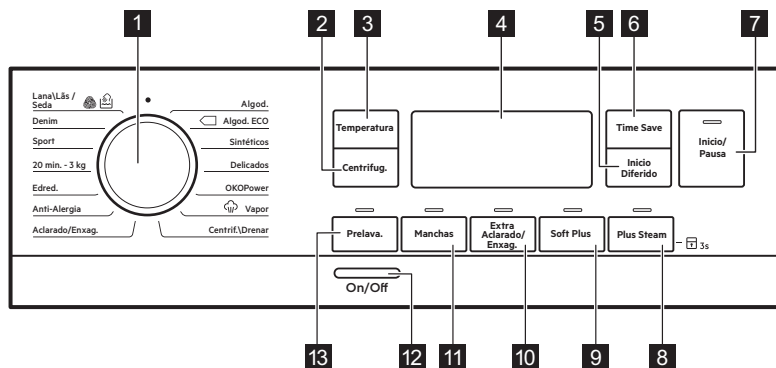 1
2
3
4
5
6
7
Lana\Lãs /
Seda
Denim
Sport
20 min. - 3 kg
Edred.
Anti-Alergia
Aclarado/Enxag.
Algod.
Algod. ECO
Sintéticos
Delicados
OKOPower
Vapor
Centrif.\Drenar
Temperatura
Centrifug.
Time Save
Inicio
Diferido
Inicio/
Pausa
Prelava.
Manchas
Extra
Aclarado/
Enxag.
Soft Plus
Plus Steam
3s
On/Off
13
12
11
10
9
8